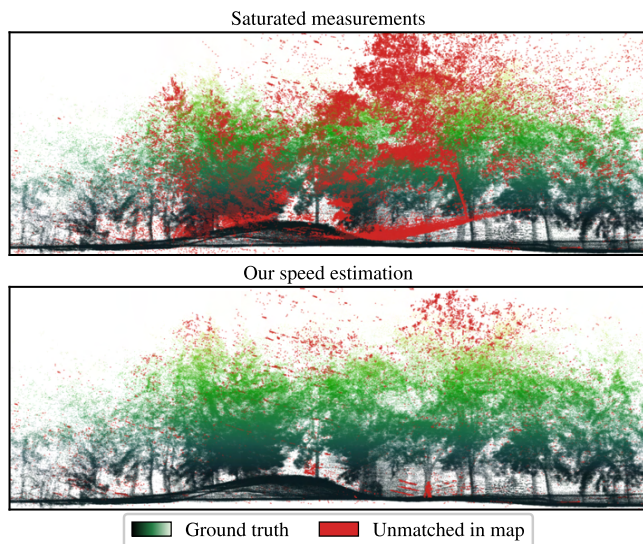 Saturated measurements
Our speed estimation
Ground truth
Unmatched in map